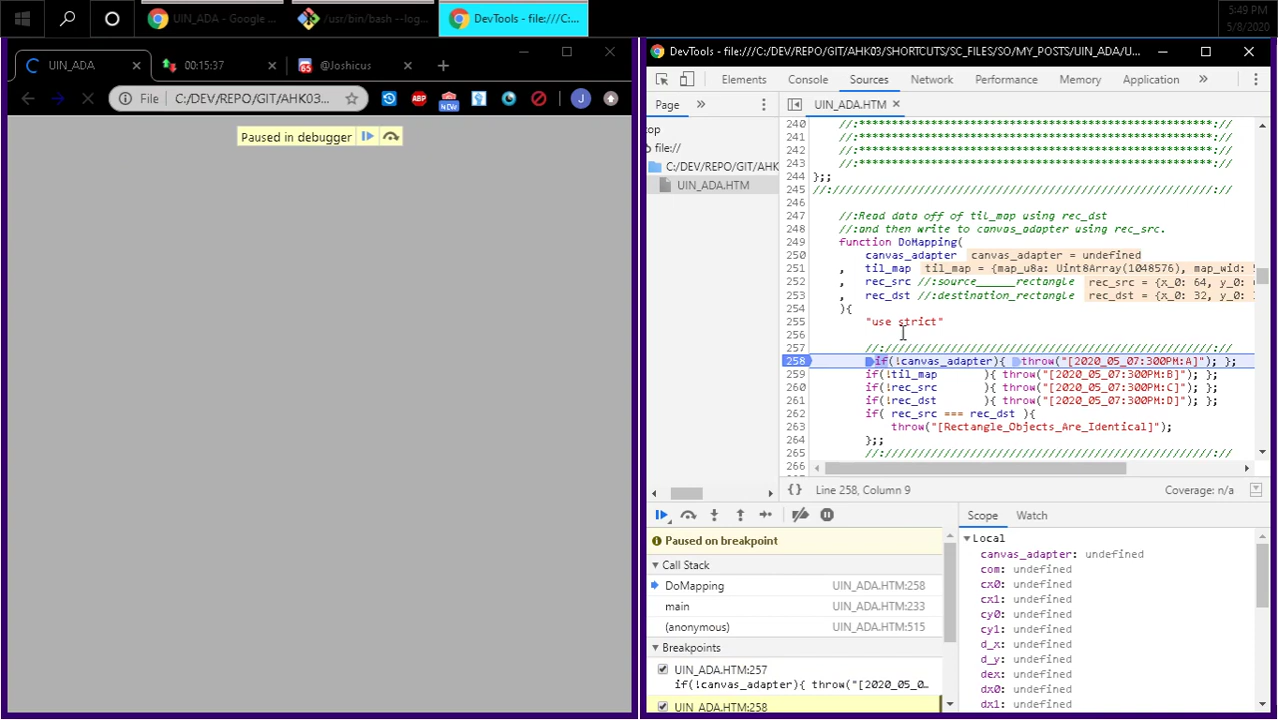 UIN_ADA - Google ...
/usr/bin/bash --log...
DevTools - file:///C:...
5:49 PM
5/8/2020
UIN_ADA
00:15:37
@Joshicus
File
C:/DEV/REPO/GIT/AHK03...
ABP
NEW
J
Paused in debugger
DevTools - file:///C:/DEV/REPO/GIT/AHK03/SHORTCUTS/SC_FILES/SO/MY_POSTS/UIN_ADA/U...
Elements
Console
Sources
Network
Performance
Memory
Application
Page
UIN_ADA.HTM
top
file://
C:/DEV/REPO/GIT/AHK
UIN_ADA.HTM
240 //:****************************************************://
241 //:****************************************************://
242 //:****************************************************://
243 //:****************************************************://
244 };;
245 //:////////////////////////////////////////////////////////://
246
247 //:Read data off of til_map using rec_dst
248 //:and then write to canvas_adapter using rec_src.
249 function DoMapping(
250 canvas_adapter canvas_adapter = undefined
251 , til_map til_map = {map_u8a: Uint8Array(1048576), map_wid:
252 , rec_src //:source______rectangle rec_src = {x_0: 64, y_0:
253 , rec_dst //:destination_rectangle rec_dst = {x_0: 32, y_0:
254 ){
255 "use strict"
256
257 //:////////////////////////////////////////////////////://
258 if(!canvas_adapter){ throw("[2020_05_07:300PM:A]"); };
259 if(!til_map ){ throw("[2020_05_07:300PM:B]"); };
260 if(!rec_src ){ throw("[2020_05_07:300PM:C]"); };
261 if(!rec_dst ){ throw("[2020_05_07:300PM:D]"); };
262 if( rec_src === rec_dst ){
263 throw("[Rectangle_Objects_Are_Identical]");
264 };;
265 //:////////////////////////////////////////////////////://
266
{} Line 258, Column 9
Coverage: n/a
Scope
Watch
Paused on breakpoint
Call Stack
DoMapping UIN_ADA.HTM:258
main UIN_ADA.HTM:233
(anonymous) UIN_ADA.HTM:515
Breakpoints
UIN_ADA.HTM:257
if(!canvas_adapter){ throw("[2020_05_0…
UIN_ADA.HTM:258
Local
canvas_adapter: undefined
com: undefined
cx0: undefined
cx1: undefined
cy0: undefined
cy1: undefined
d_x: undefined
d_y: undefined
dex: undefined
dx0: undefined
dx1: undefined